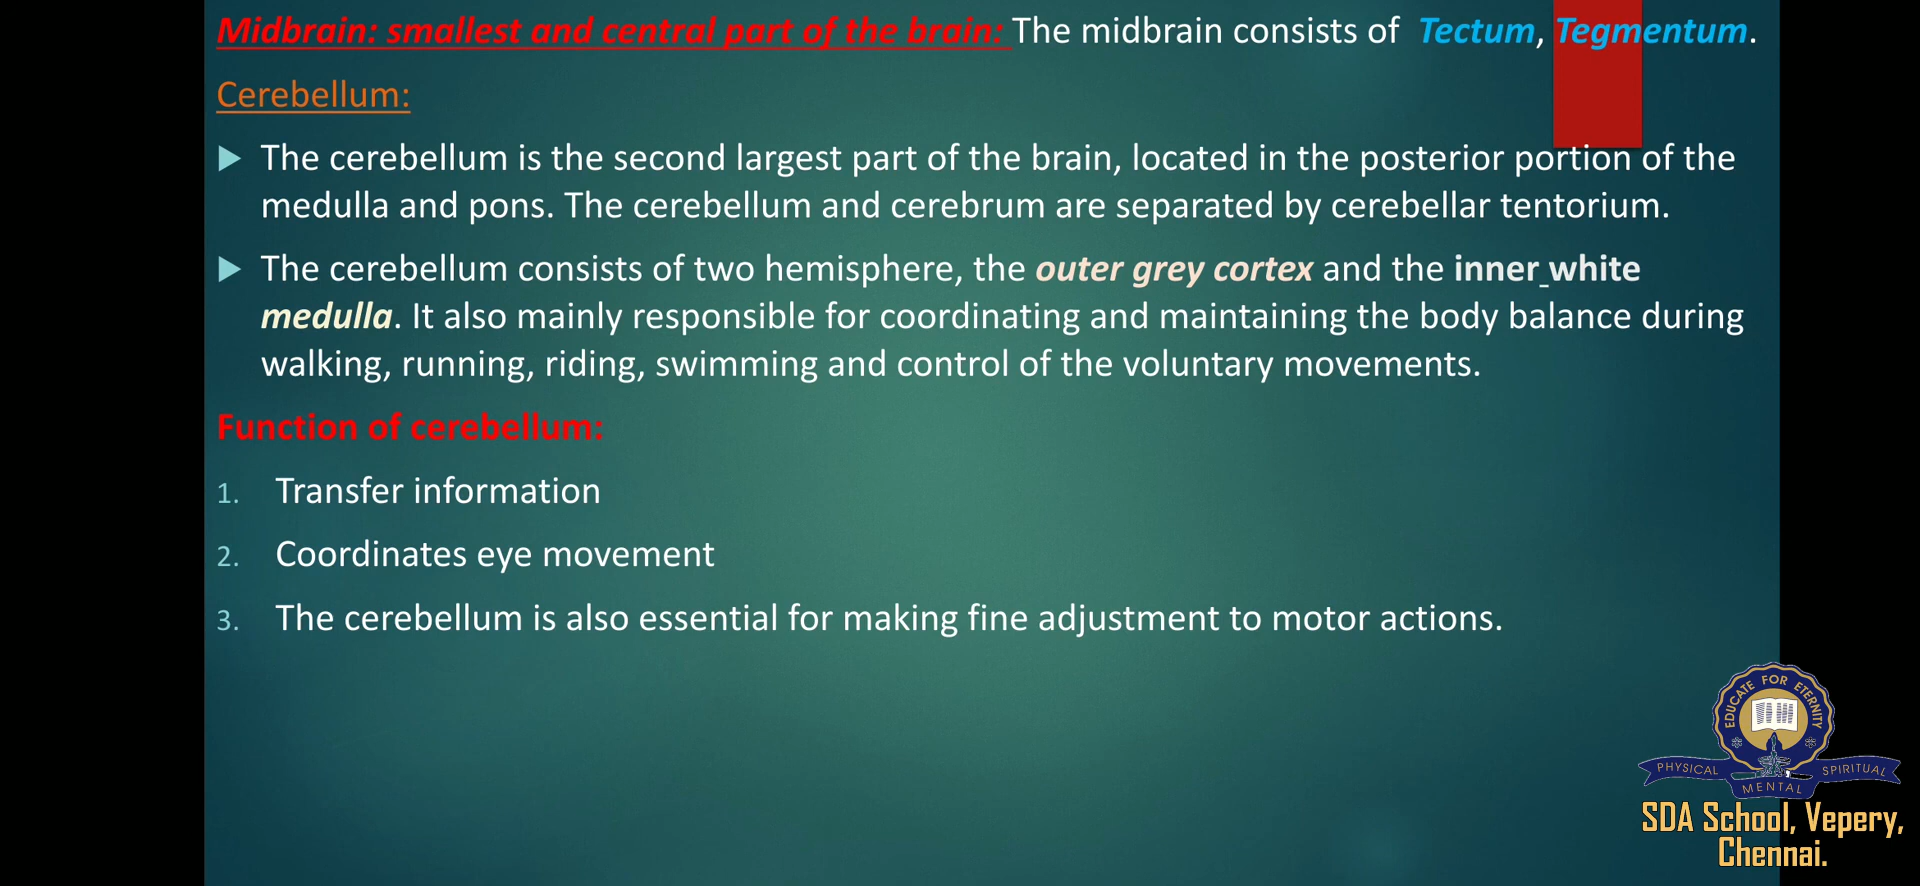 Midbrain: smallest and central part of the brain: The midbrain consists of Tectum, Tegmentum.
Cerebellum:
The cerebellum is the second largest part of the brain, located in the posterior portion of the
medulla and pons. The cerebellum and cerebrum are separated by cerebellar tentorium.
The cerebellum consists of two hemisphere, the outer grey cortex and the inner white
medulla. It also mainly responsible for coordinating and maintaining the body balance during
walking, running, riding, swimming and control of the voluntary movements.
Function of cerebellum:
1. Transfer information
2. Coordinates eye movement
3. The cerebellum is also essential for making fine adjustment to motor actions.
EDUCATE FOR ETERNITY
PHYSICAL MENTAL SPIRITUAL
SDA School, Vepery,
Chennai.